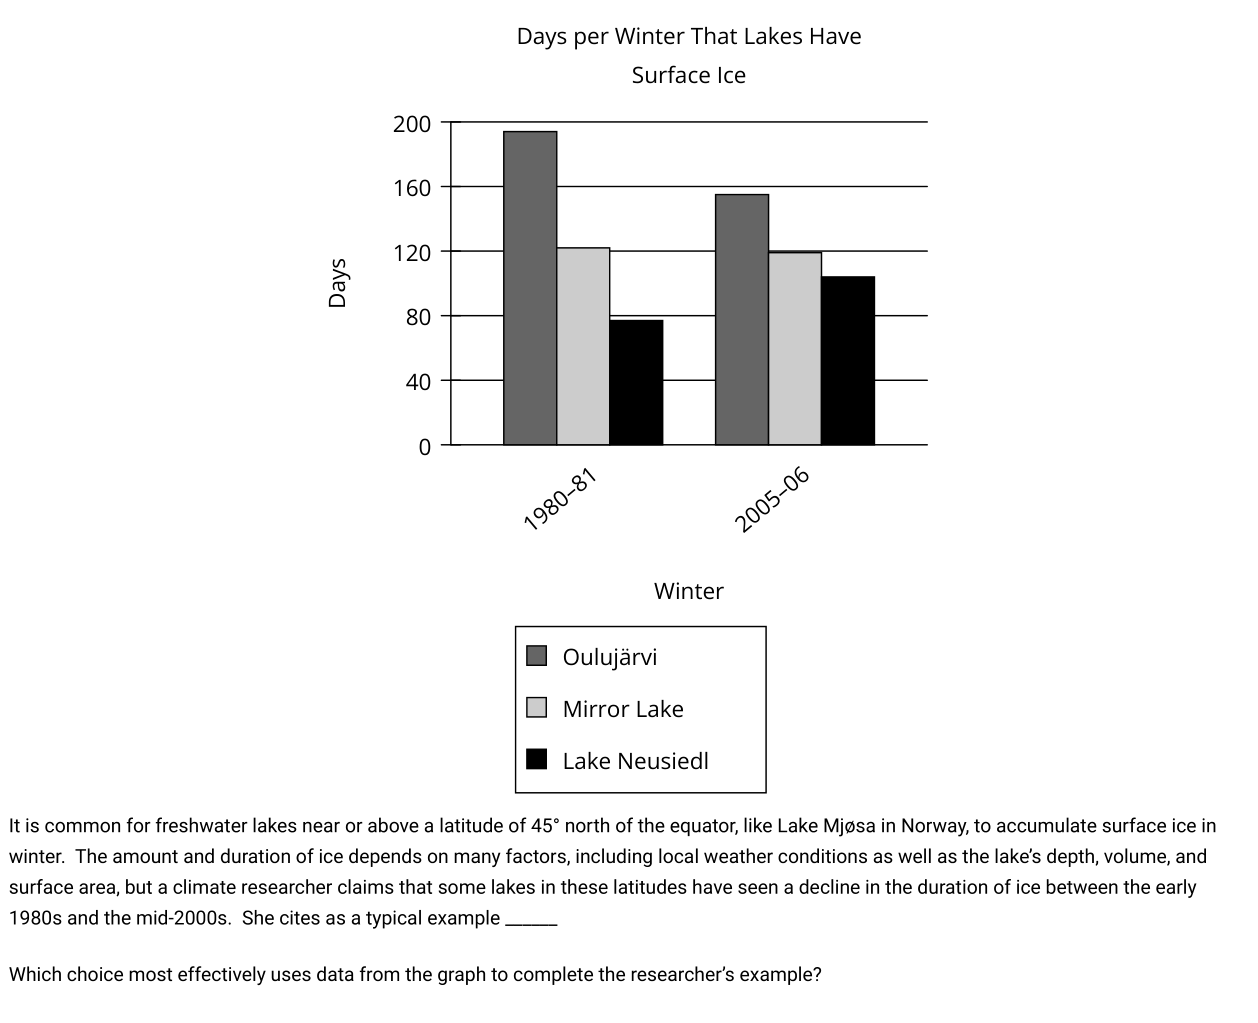 Days per Winter That Lakes Have
Surface Ice
200
160
120
80
40
0
Days
1980–81
2005–06
Winter
Oulujärvi
Mirror Lake
Lake Neusiedl
It is common for freshwater lakes near or above a latitude of 45° north of the equator, like Lake Mjøsa in Norway, to accumulate surface ice in
winter.  The amount and duration of ice depends on many factors, including local weather conditions as well as the lake’s depth, volume, and
surface area, but a climate researcher claims that some lakes in these latitudes have seen a decline in the duration of ice between the early
1980s and the mid-2000s.  She cites as a typical example ______
Which choice most effectively uses data from the graph to complete the researcher’s example?